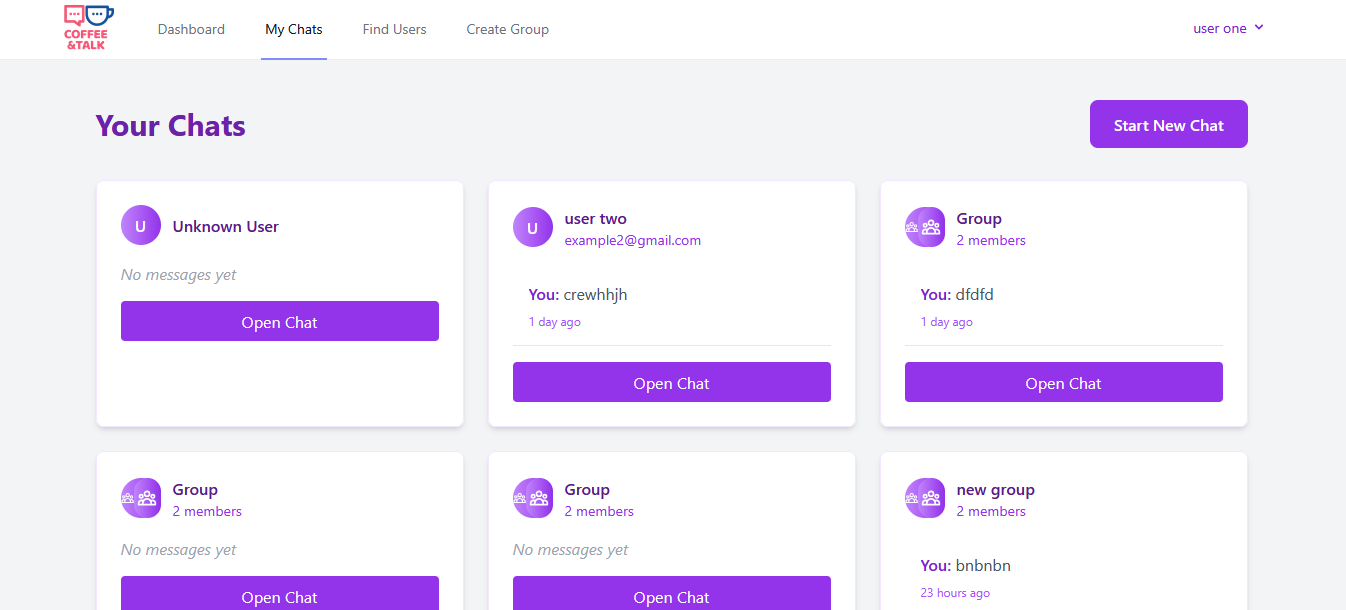 COFFEE
&TALK
Dashboard
My Chats
Find Users
Create Group
user one
Your Chats
Start New Chat
U
Unknown User
No messages yet
Open Chat
U
user two
example2@gmail.com
You: crewhhjh
1 day ago
Open Chat
Group
2 members
You: dfdfd
1 day ago
Open Chat
Group
2 members
No messages yet
Open Chat
Group
2 members
No messages yet
Open Chat
new group
2 members
You: bnbnbn
23 hours ago